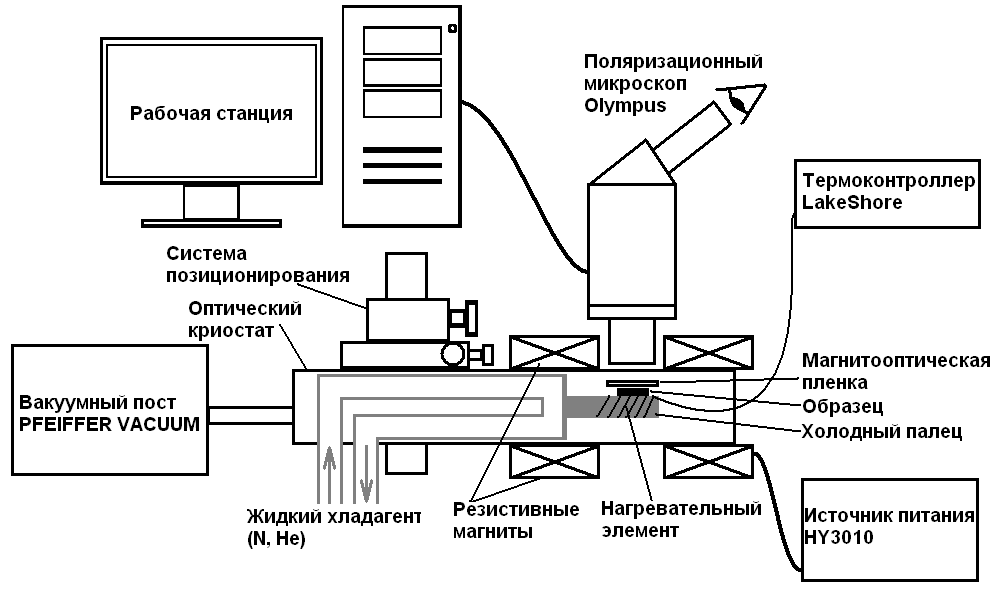 Рабочая станция
Поляризационный
микроскоп
Olympus
Термоконтроллер
LakeShore
Система
позиционирования
Оптический
криостат
Вакуумный пост
PFEIFFER VACUUM
Магнитооптическая
пленка
Образец
Холодный палец
Жидкий хладагент
(N, He)
Резистивные
магниты
Нагревательный
элемент
Источник питания
HY3010